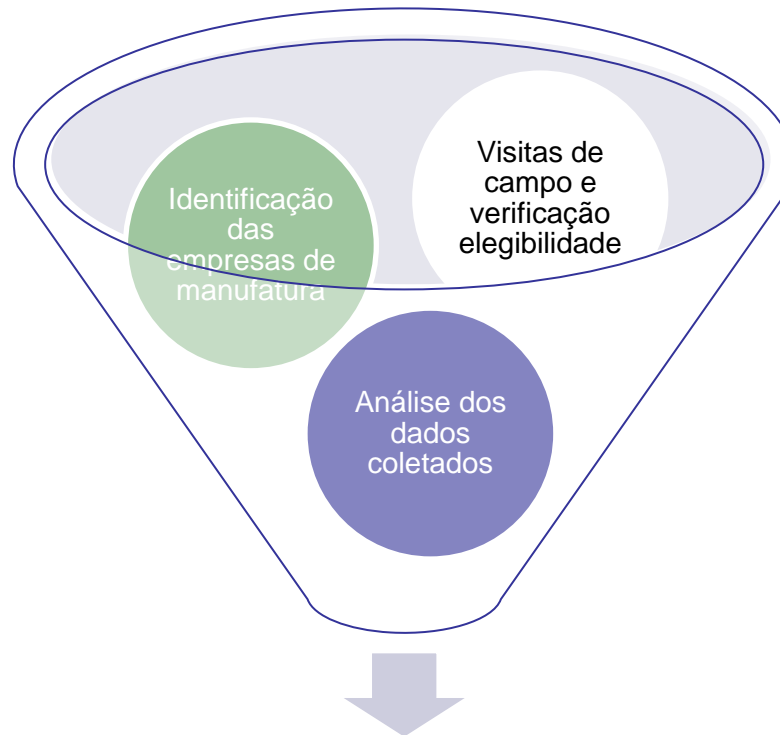 Identificação
das
empresas de
manufatura
Visitas de
campo e
verificação
elegibilidade
Análise dos
dados
coletados